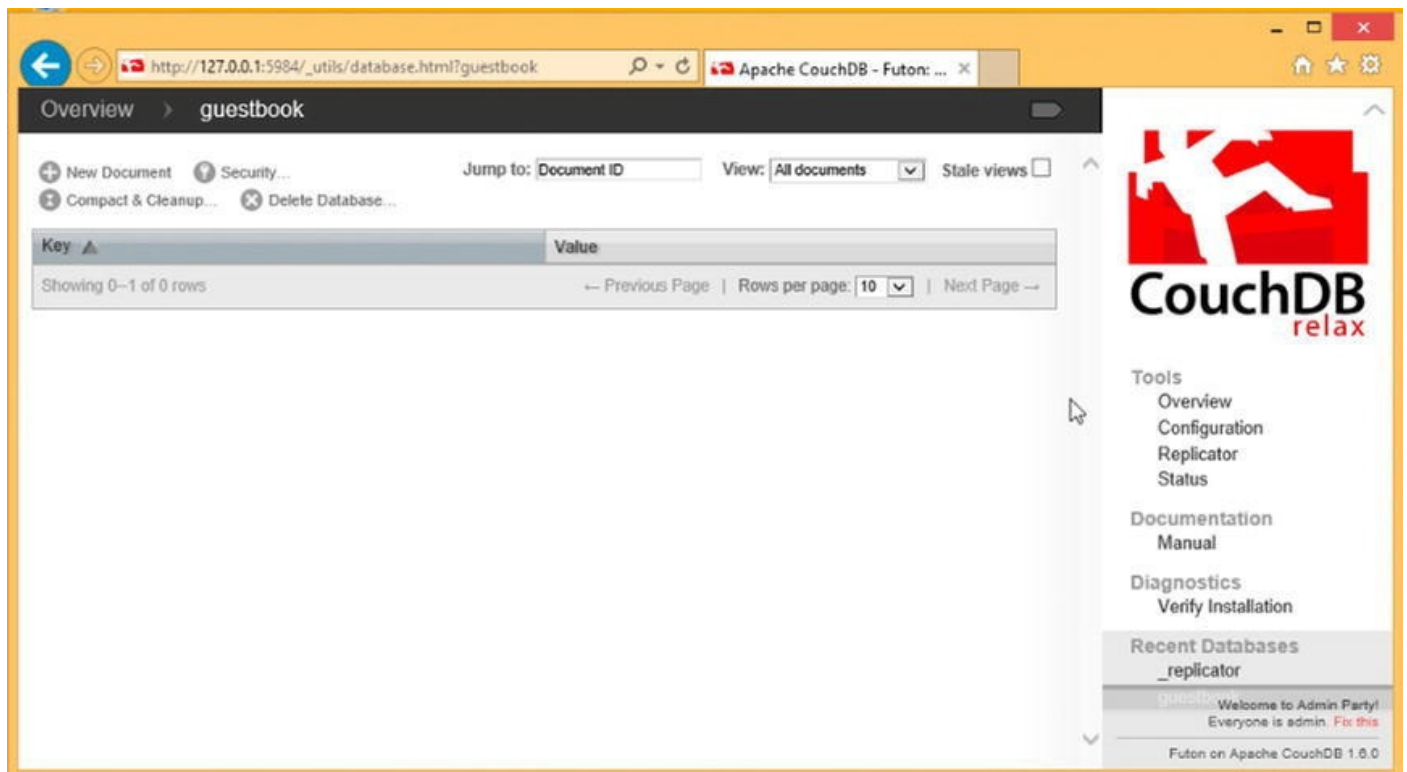 http://127.0.0.1:5984/_utils/database.html?guestbook
Apache CouchDB - Futon: ...
Overview
guestbook
New Document Security...
Jump to: Document ID
View: All documents
Stale views
Compact & Cleanup... Delete Database...
Key Value
Showing 0–1 of 0 rows
← Previous Page | Rows per page: 10 | Next Page →
CouchDB
relax
Tools
Overview
Configuration
Replicator
Status
Documentation
Manual
Diagnostics
Verify Installation
Recent Databases
_replicator
guestbook
Welcome to Admin Party!
Everyone is admin. Fix this
Futon on Apache CouchDB 1.6.0